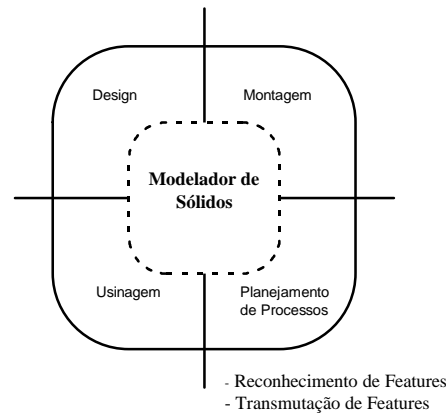 Design
Montagem
Modelador de
Sólidos
Usinagem
Planejamento
de Processos
- Reconhecimento de Features
- Transmutação de Features